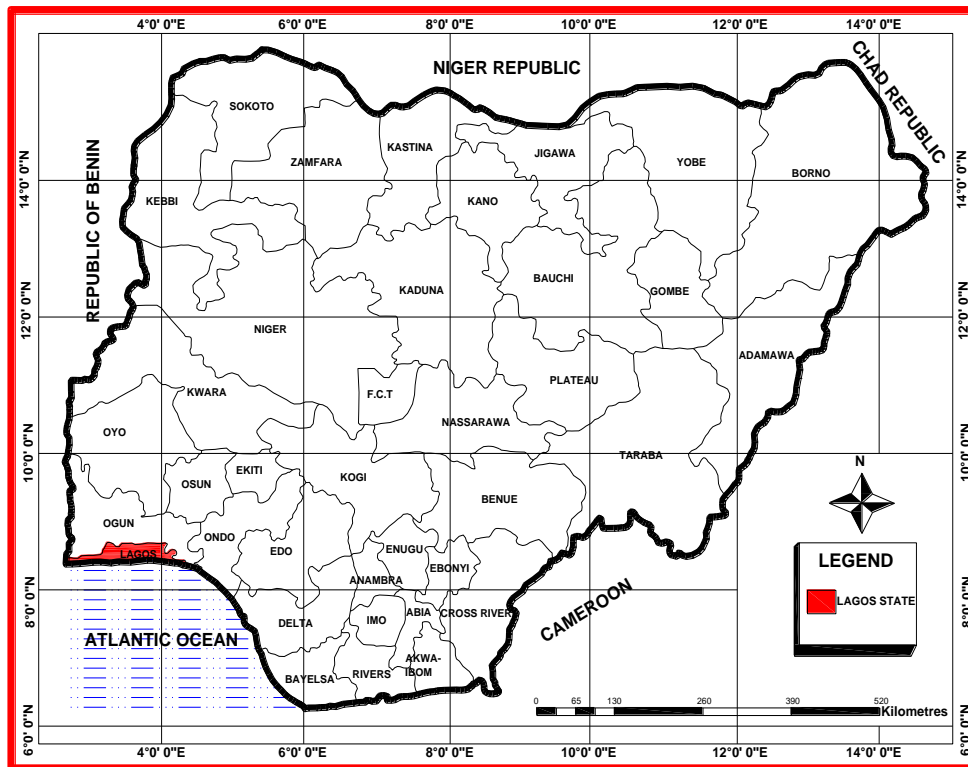 4°0' 0"E
6°0' 0"E
8°0' 0"E
10°0' 0"E
12°0' 0"E
14°0' 0"E
NIGER REPUBLIC
CHAD REPUBLIC
REPUBLIC OF BENIN
SOKOTO
ZAMFARA
KASTINA
JIGAWA
YOBE
BORNO
KEBBI
KANO
14°0' 0"N
14°0' 0"N
KADUNA
BAUCHI
GOMBE
12°0' 0"N
12°0' 0"N
NIGER
ADAMAWA
KWARA
F.C.T
PLATEAU
NASSARAWA
OYO
10°0' 0"N
10°0' 0"N
TARABA
OSUN
EKITI
KOGI
BENUE
N
OGUN
ONDO
EDO
LAGOS
ENUGU
EBONYI
ANAMBRA
8°0' 0"N
8°0' 0"N
LEGEND
LAGOS STATE
DELTA
IMO
ABIA
CROSS RIVER
CAMEROON
ATLANTIC OCEAN
BAYELSA
RIVERS
AKWA-
IBOM
0 65 130 260 390 520
Kilometres
6°0' 0"N
6°0' 0"N
4°0' 0"E
6°0' 0"E
8°0' 0"E
10°0' 0"E
12°0' 0"E
14°0' 0"E